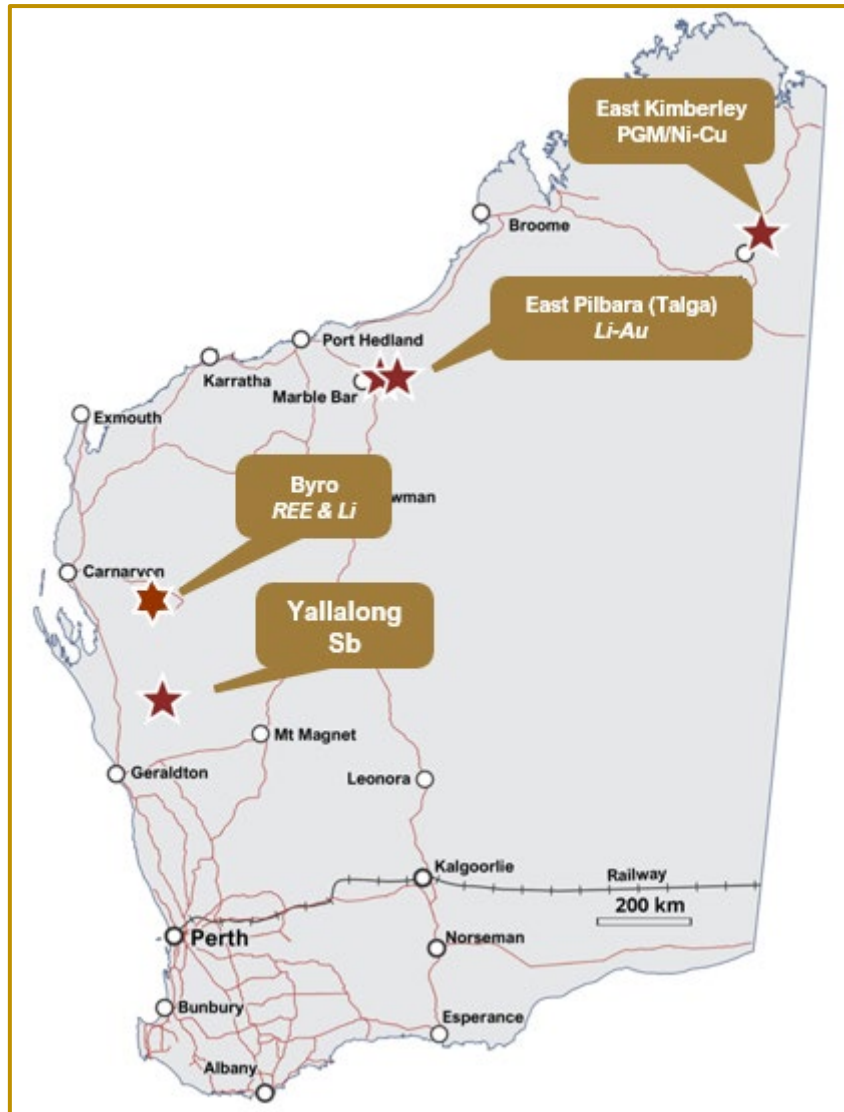 East Kimberley
PGM/Ni-Cu
Broome
East Pilbara (Talga)
Li-Au
Port Hedland
Karratha
Marble Bar
Exmouth
Byro
REE & Li
wman
Carnarvon
Yallalong
Sb
Mt Magnet
Geraldton
Leonora
Kalgoorlie
Railway
200 km
Perth
Norseman
Bunbury
Esperance
Albany